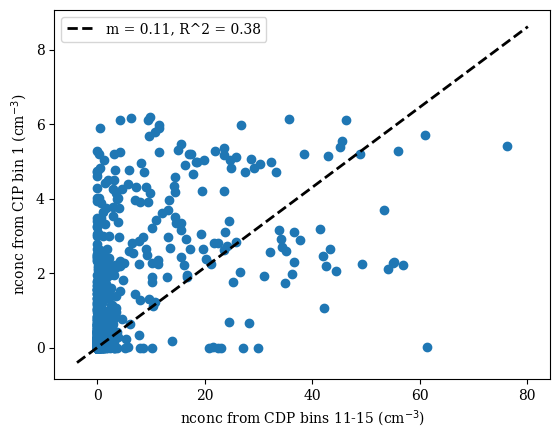 m = 0.11, R^2 = 0.38
nconc from CIP bin 1 (cm⁻³)
8
6
4
2
0
0 20 40 60 80
nconc from CDP bins 11-15 (cm⁻³)